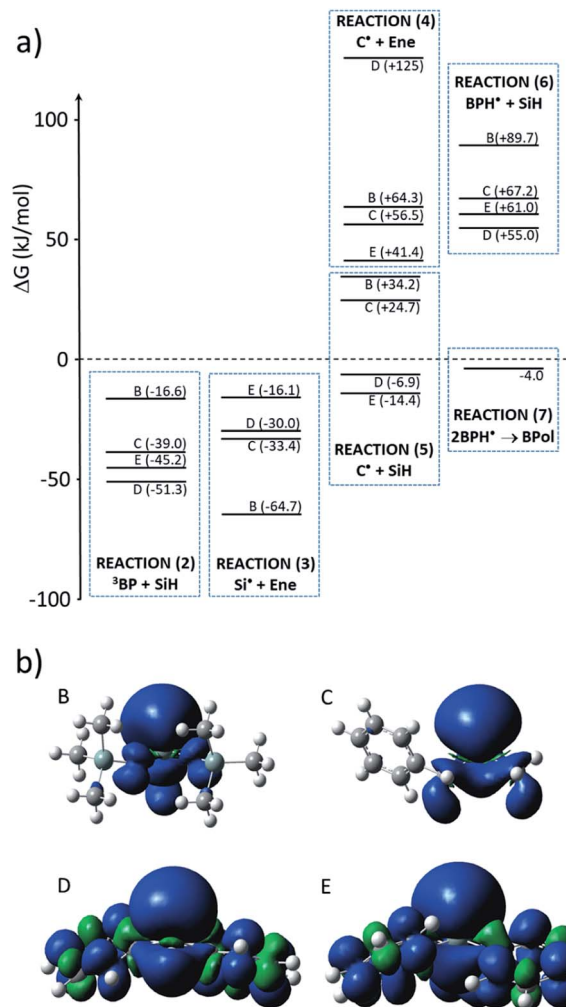 a)
REACTION (4)
C• + Ene
D (+125)
REACTION (6)
BPH• + SiH
100
B(+89.7)
B (+64.3)
C (+56.5)
C (+67.2)
E (+61.0)
D (+55.0)
ΔG (kJ/mol)
50
E (+41.4)
B (+34.2)
C (+24.7)
0
B (-16.6)
E (-16.1)
D (-6.9)
E (-14.4)
-4.0
C (-39.0)
E (-45.2)
D (-51.3)
D (-30.0)
C (-33.4)
REACTION (5)
C• + SiH
REACTION (7)
2BPH• → BPol
-50
B (-64.7)
REACTION (2)
³BP + SiH
REACTION (3)
Si• + Ene
-100
b)
B
C
D
E